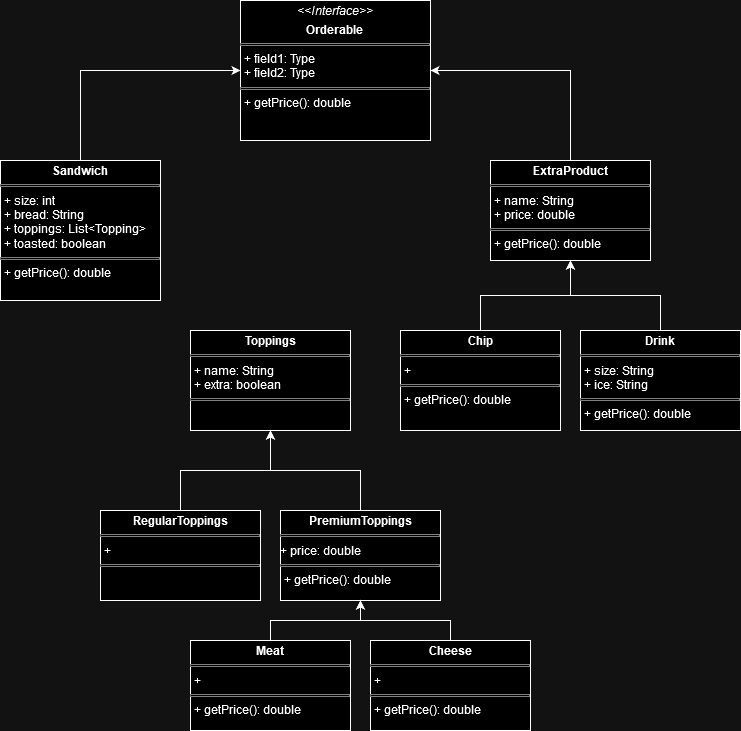 <<Interface>>
Orderable
+ field1: Type
+ field2: Type
+ getPrice(): double
Sandwich
+ size: int
+ bread: String
+ toppings: List<Topping>
+ toasted: boolean
+ getPrice(): double
ExtraProduct
+ name: String
+ price: double
+ getPrice(): double
Toppings
+ name: String
+ extra: boolean
Chip
+
+ getPrice(): double
Drink
+ size: String
+ ice: String
+ getPrice(): double
RegularToppings
+
PremiumToppings
+ price: double
+ getPrice(): double
Meat
+
+ getPrice(): double
Cheese
+
+ getPrice(): double